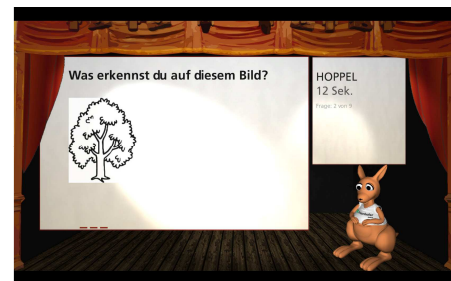 Was erkennst du auf diesem Bild?
HOPPEL
12 Sek.
Frage: 2 von 9